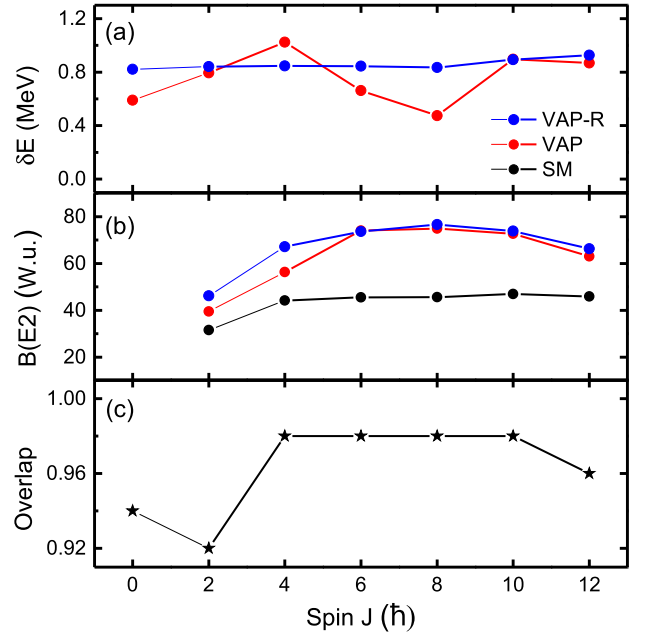 (a)
δE (MeV)
1.2
0.8
0.4
0.0
VAP-R
VAP
SM
(b)
B(E2) (W.u.)
80
60
40
20
(c)
Overlap
1.00
0.96
0.92
0 2 4 6 8 10 12
Spin J (ħ)